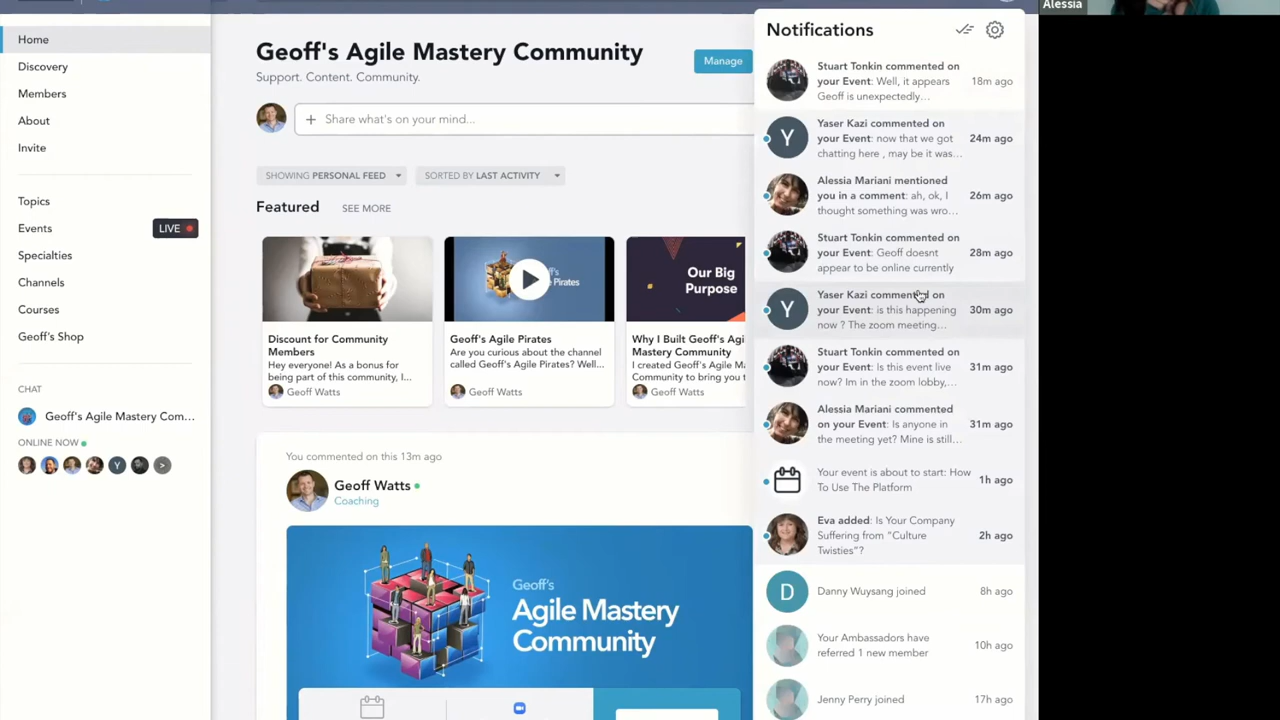 Alessia
Home
Discovery
Members
About
Invite
Topics
Events
LIVE
Specialties
Channels
Courses
Geoff's Shop
CHAT
Geoff's Agile Mastery Com...
ONLINE NOW
Y
>
Geoff's Agile Mastery Community
Support. Content. Community.
Manage
+ Share what's on your mind...
SHOWING PERSONAL FEED
SORTED BY LAST ACTIVITY
Featured
SEE MORE
Pirates
Our Big
Purpose
Discount for Community
Members
Hey everyone! As a bonus for
being part of this community, I...
Geoff Watts
Geoff's Agile Pirates
Are you curious about the channel
called Geoff's Agile Pirates? Well...
Geoff Watts
Why I Built Geoff's Agi
Mastery Community
I created Geoff's Agile M
Community to bring you t
Geoff Watts
You commented on this 13m ago
Geoff Watts
Coaching
Geoff's
Agile Mastery
Community
Notifications
Stuart Tonkin commented on
your Event: Well, it appears
Geoff is unexpectedly...
18m ago
Y
Yaser Kazi commented on
your Event: now that we got
chatting here , may be it was...
24m ago
Alessia Mariani mentioned
you in a comment: ah, ok, I
thought something was wro...
26m ago
Stuart Tonkin commented on
your Event: Geoff doesnt
appear to be online currently
28m ago
Y
Yaser Kazi commented on
your Event: is this happening
now ? The zoom meeting...
30m ago
Stuart Tonkin commented on
your Event: Is this event live
now? Im in the zoom lobby,...
31m ago
Alessia Mariani commented
on your Event: Is anyone in
the meeting yet? Mine is still...
31m ago
Your event is about to start: How
To Use The Platform
1h ago
Eva added: Is Your Company
Suffering from "Culture
Twisties"?
2h ago
D
Danny Wuysang joined
8h ago
Your Ambassadors have
referred 1 new member
10h ago
Jenny Perry joined
17h ago